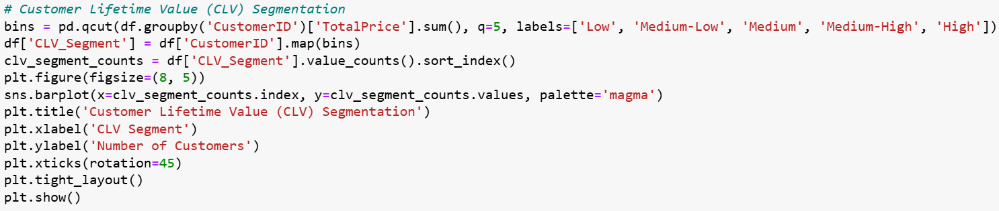 # Customer Lifetime Value (CLV) Segmentation
bins = pd.qcut(df.groupby('CustomerID')['TotalPrice'].sum(), q=5, labels=['Low', 'Medium-Low', 'Medium', 'Medium-High', 'High'])
df['CLV_Segment'] = df['CustomerID'].map(bins)
clv_segment_counts = df['CLV_Segment'].value_counts().sort_index()
plt.figure(figsize=(8, 5))
sns.barplot(x=clv_segment_counts.index, y=clv_segment_counts.values, palette='magma')
plt.title('Customer Lifetime Value (CLV) Segmentation')
plt.xlabel('CLV Segment')
plt.ylabel('Number of Customers')
plt.xticks(rotation=45)
plt.tight_layout()
plt.show()